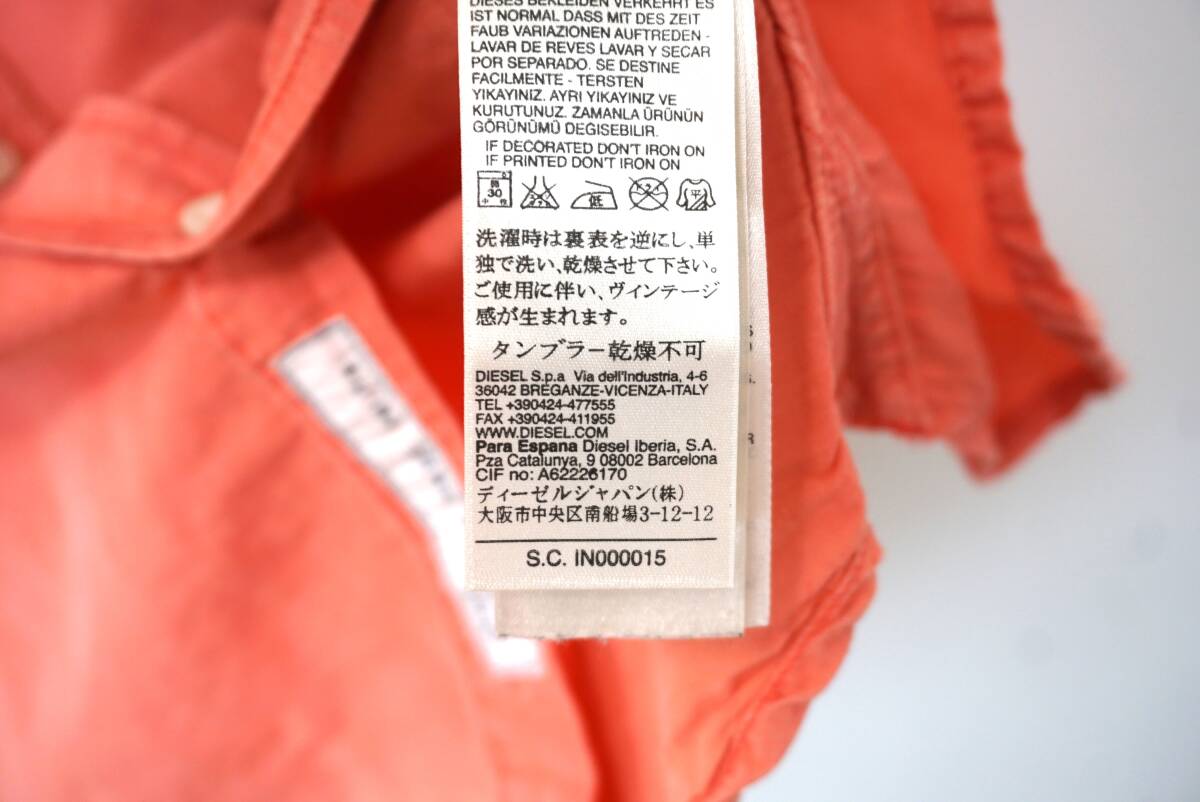 DIESES BEKLEIDEN VERKEHRT ES
IST NORMAL DASS MIT DES ZEIT
FAUB VARIAZIONEN AUFTREDEN -
LAVAR DE REVES LAVAR Y SECAR
POR SEPARADO. SE DESTINE
FACILMENTE - TERSTEN
YIKAYINIZ. AYRI YIKAYINIZ VE
KURUTUNUZ. ZAMANLA ÜRÜNÜN
GÖRÜNÜMÜ DEGISEBILIR.
IF DECORATED DON'T IRON ON
IF PRINTED DON'T IRON ON
30 低 平
洗濯時は裏表を逆にし、単
独で洗い、乾燥させて下さい。
ご使用に伴い、ヴィンテージ
感が生まれます。
タンブラー乾燥不可
DIESEL S.p.a Via dell'Industria, 4-6
36042 BREGANZE-VICENZA-ITALY
TEL +390424-477555
FAX +390424-411955
WWW.DIESEL.COM
Para Espana Diesel Iberia, S.A.
Pza Catalunya, 9 08002 Barcelona
CIF no: A62226170
ディーゼルジャパン(株)
大阪市中央区南船場3-12-12
S.C. IN000015